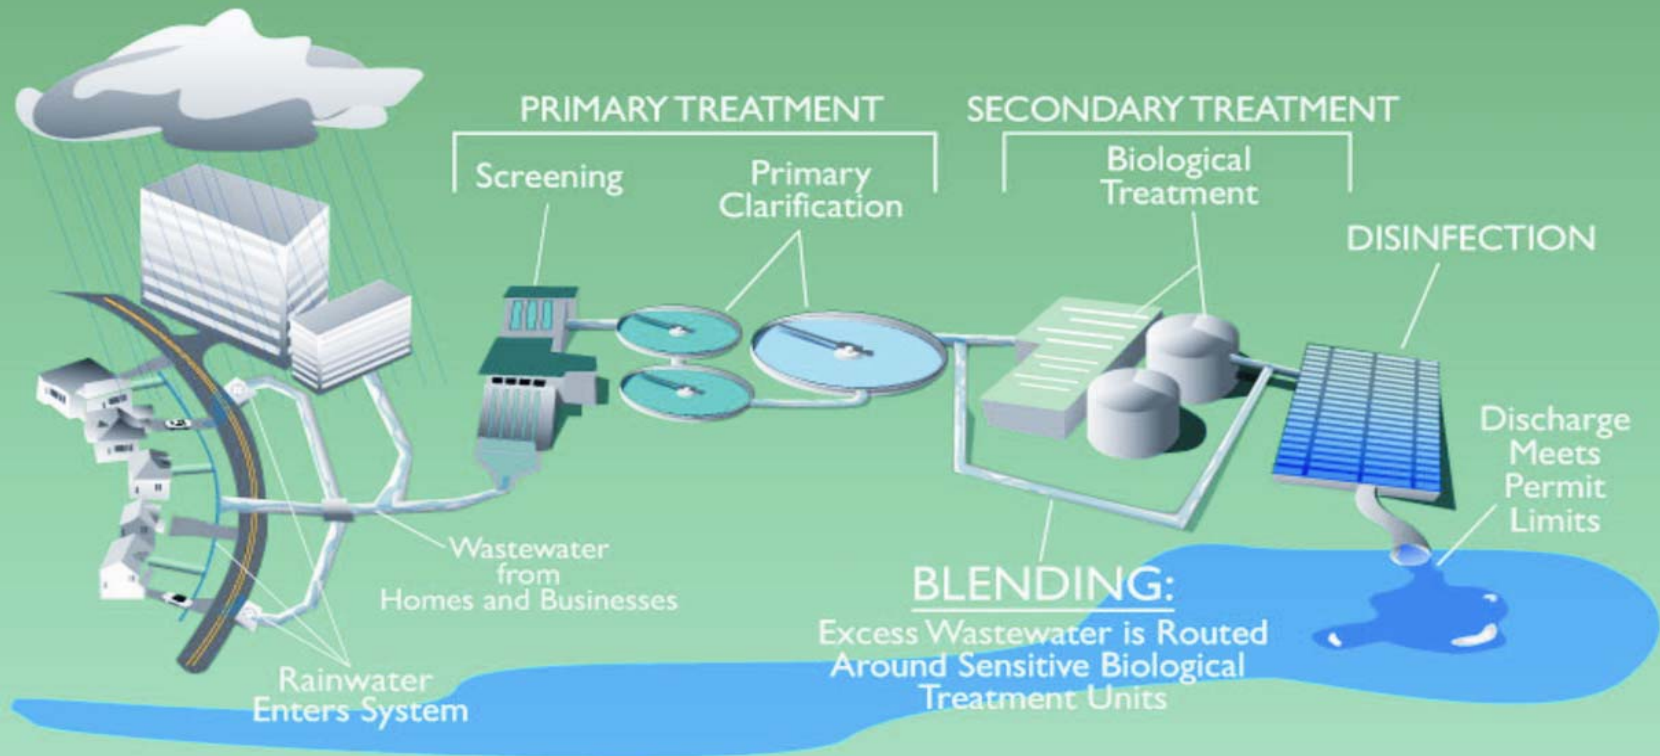 PRIMARY TREATMENT
Screening
Primary
Clarification
SECONDARY TREATMENT
Biological
Treatment
DISINFECTION
Discharge
Meets
Permit
Limits
Wastewater
from
Homes and Businesses
Rainwater
Enters System
BLENDING:
Excess Wastewater is Routed
Around Sensitive Biological
Treatment Units